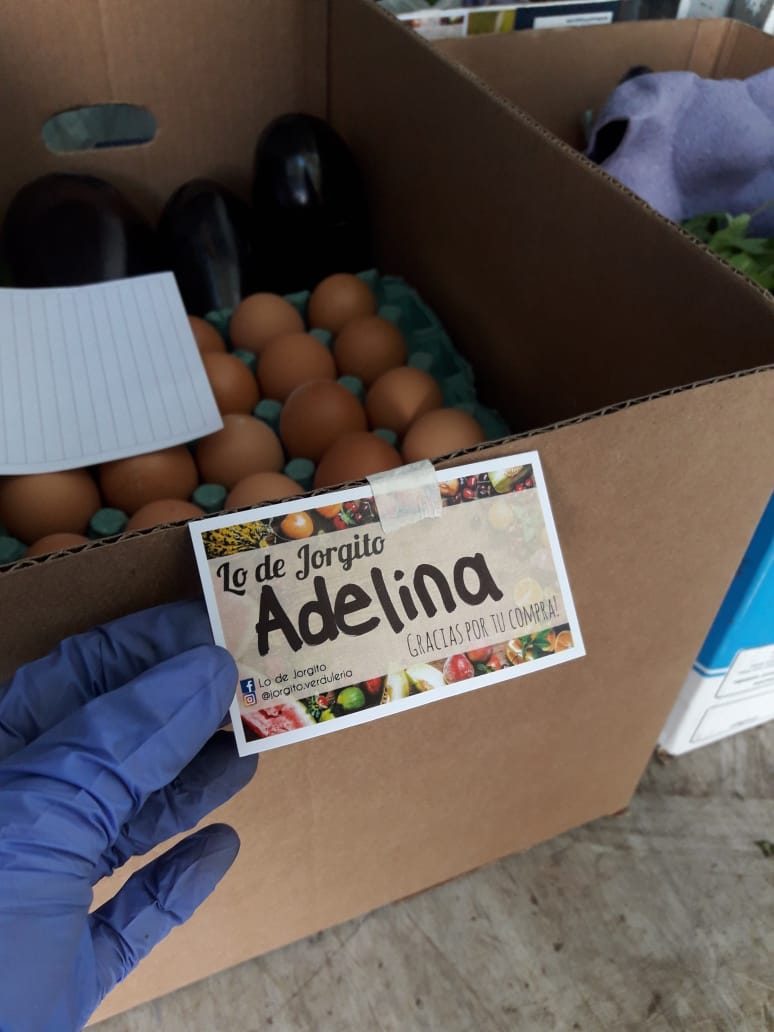 Lo de Jorgito
Adelina
GRACIAS POR TU COMPRA!
Lo de Jorgito
@jorgito.verduleria